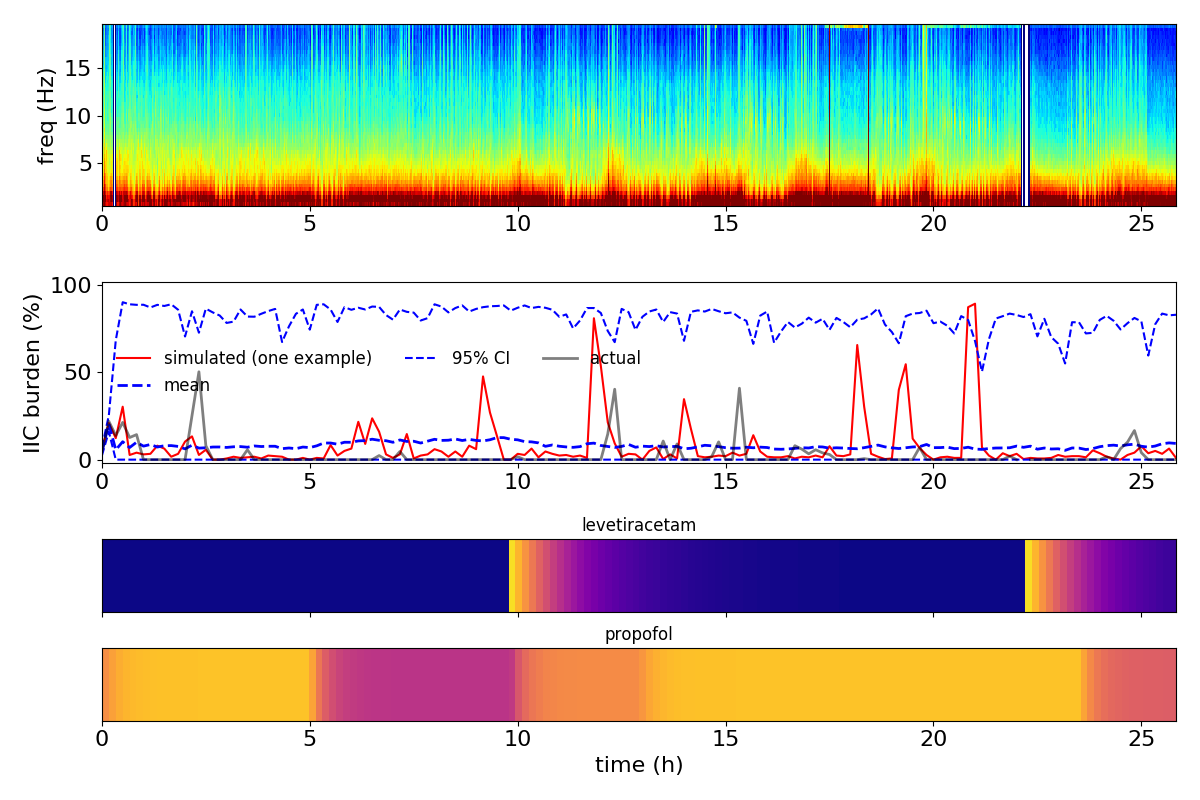 freq (Hz)
15
10
5
0 5 10 15 20 25
IIC burden (%)
100
50
0
simulated (one example) 95% CI actual
mean
0 5 10 15 20 25
levetiracetam
propofol
0 5 10 15 20 25
time (h)